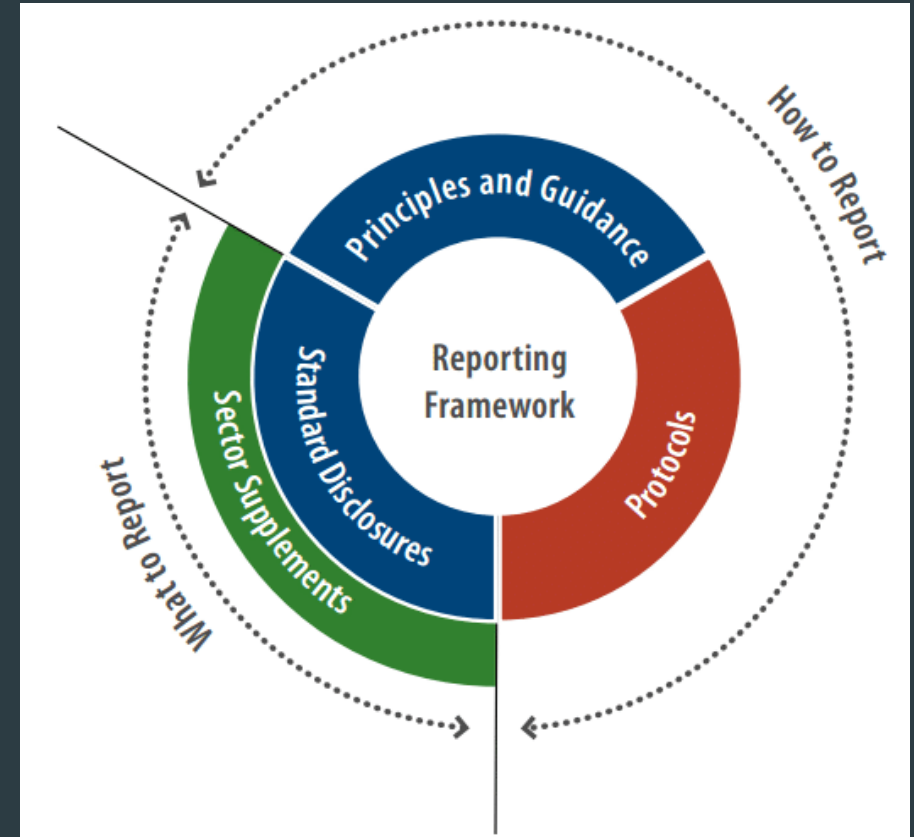 How to Report
Principles and Guidance
Reporting
Framework
Standard Disclosures
Protocols
Sector Supplements
What to Report